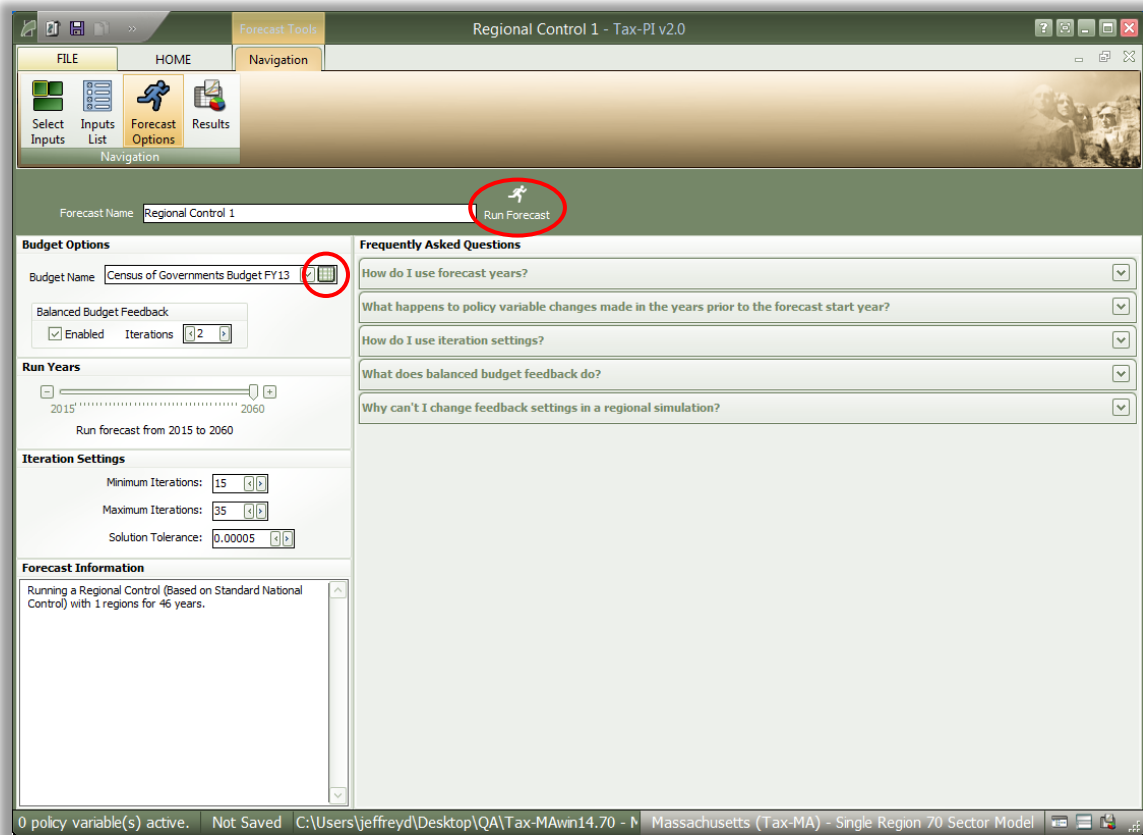 Forecast Tools
Regional Control 1 - Tax-PI v2.0
FILE
HOME
Navigation
Select Inputs
Inputs List
Forecast Options
Results
Navigation
Forecast Name
Regional Control 1
Run Forecast
Budget Options
Budget Name
Census of Governments Budget FY13
Balanced Budget Feedback
Enabled
Iterations
2
Run Years
2015
2060
Run forecast from 2015 to 2060
Iteration Settings
Minimum Iterations:
15
Maximum Iterations:
35
Solution Tolerance:
0.00005
Forecast Information
Running a Regional Control (Based on Standard National
Control) with 1 regions for 46 years.
Frequently Asked Questions
How do I use forecast years?
What happens to policy variable changes made in the years prior to the forecast start year?
How do I use iteration settings?
What does balanced budget feedback do?
Why can't I change feedback settings in a regional simulation?
0 policy variable(s) active.
Not Saved
C:\Users\jeffreyd\Desktop\QA\Tax-MAwin14.70 - M
Massachusetts (Tax-MA) - Single Region 70 Sector Model